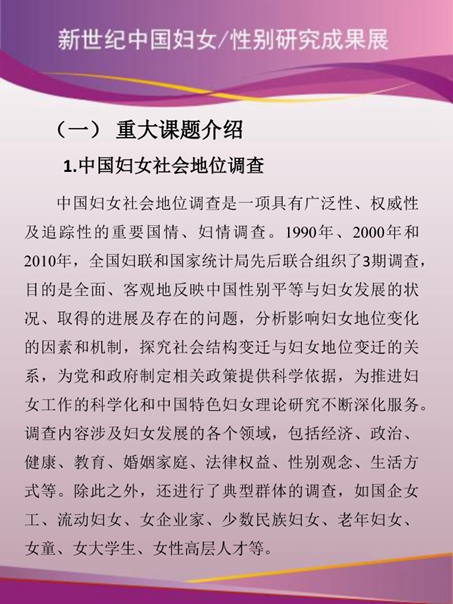 新世纪中国妇女/性别研究成果展
（一） 重大课题介绍
1.中国妇女社会地位调查
中国妇女社会地位调查是一项具有广泛性、权威性
及追踪性的重要国情、妇情调查。1990年、2000年和
2010年，全国妇联和国家统计局先后联合组织了3期调查，
目的是全面、客观地反映中国性别平等与妇女发展的状
况、取得的进展及存在的问题，分析影响妇女地位变化
的因素和机制，探究社会结构变迁与妇女地位变迁的关
系，为党和政府制定相关政策提供科学依据，为推进妇
女工作的科学化和中国特色妇女理论研究不断深化服务。
调查内容涉及妇女发展的各个领域，包括经济、政治、
健康、教育、婚姻家庭、法律权益、性别观念、生活方
式等。除此之外，还进行了典型群体的调查，如国企女
工、流动妇女、女企业家、少数民族妇女、老年妇女、
女童、女大学生、女性高层人才等。